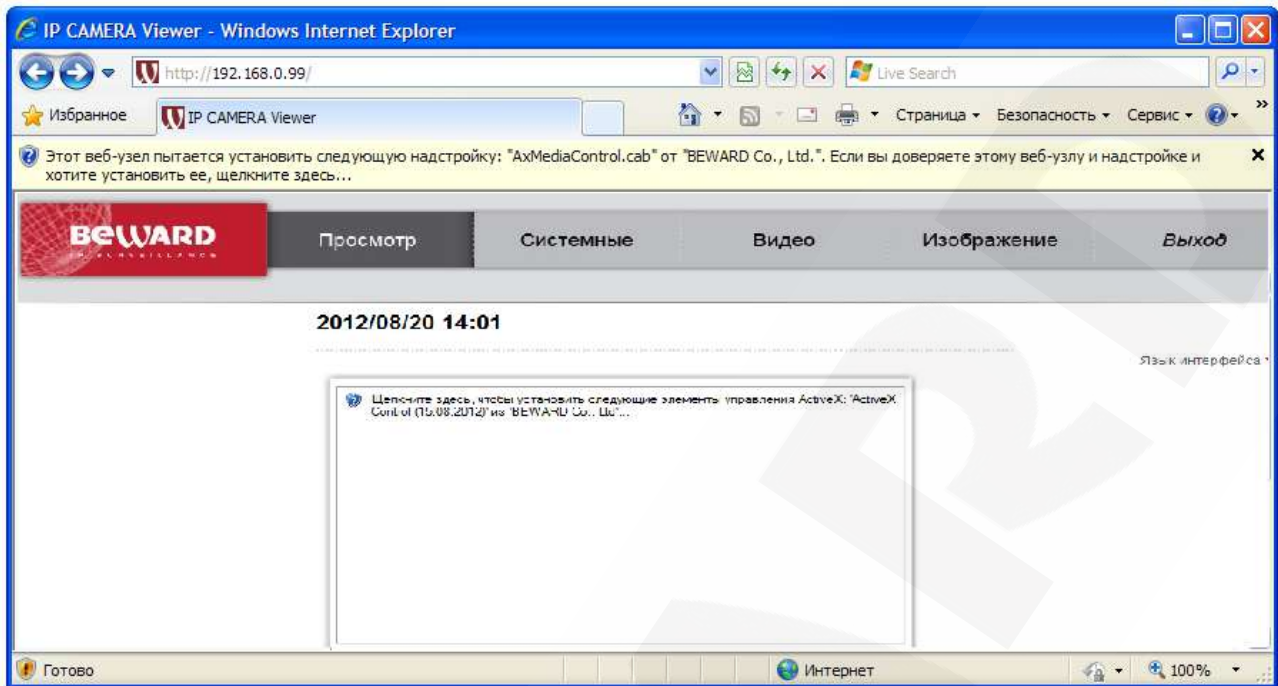 IP CAMERA Viewer - Windows Internet Explorer
http://192.168.0.99/
Live Search
Избранное
IP CAMERA Viewer
Страница
Безопасность
Сервис
Этот веб-узел пытается установить следующую надстройку: "AxMediaControl.cab" от "BEWARD Co., Ltd.". Если вы доверяете этому веб-узлу и надстройке и
хотите установить ее, щелкните здесь...
BEWARD
IP SURVEILLANCE
Просмотр
Системные
Видео
Изображение
Выход
2012/08/20 14:01
Язык интерфейса
Щелкните здесь, чтобы установить следующие элементы управления ActiveX: "ActiveX
Control (15.08.2012)" из "BEWARD Co., Ltd"...
Готово
Интернет
100%